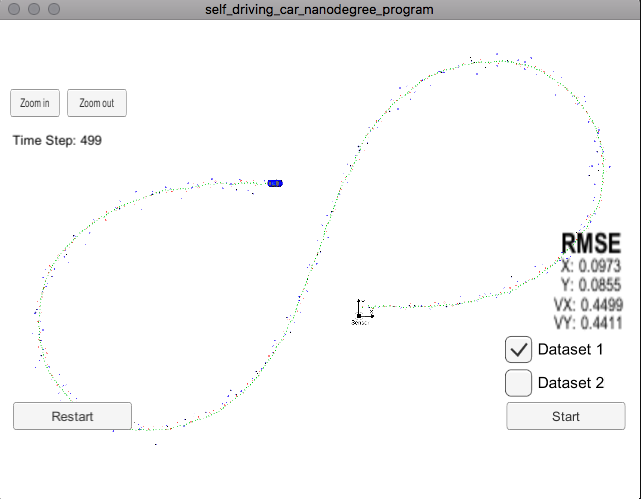 self_driving_car_nanodegree_program
Zoom in
Zoom out
Time Step: 499
RMSE
X: 0.0973
Y: 0.0855
VX: 0.4499
VY: 0.4411
Sensor
Dataset 1
Dataset 2
Restart
Start